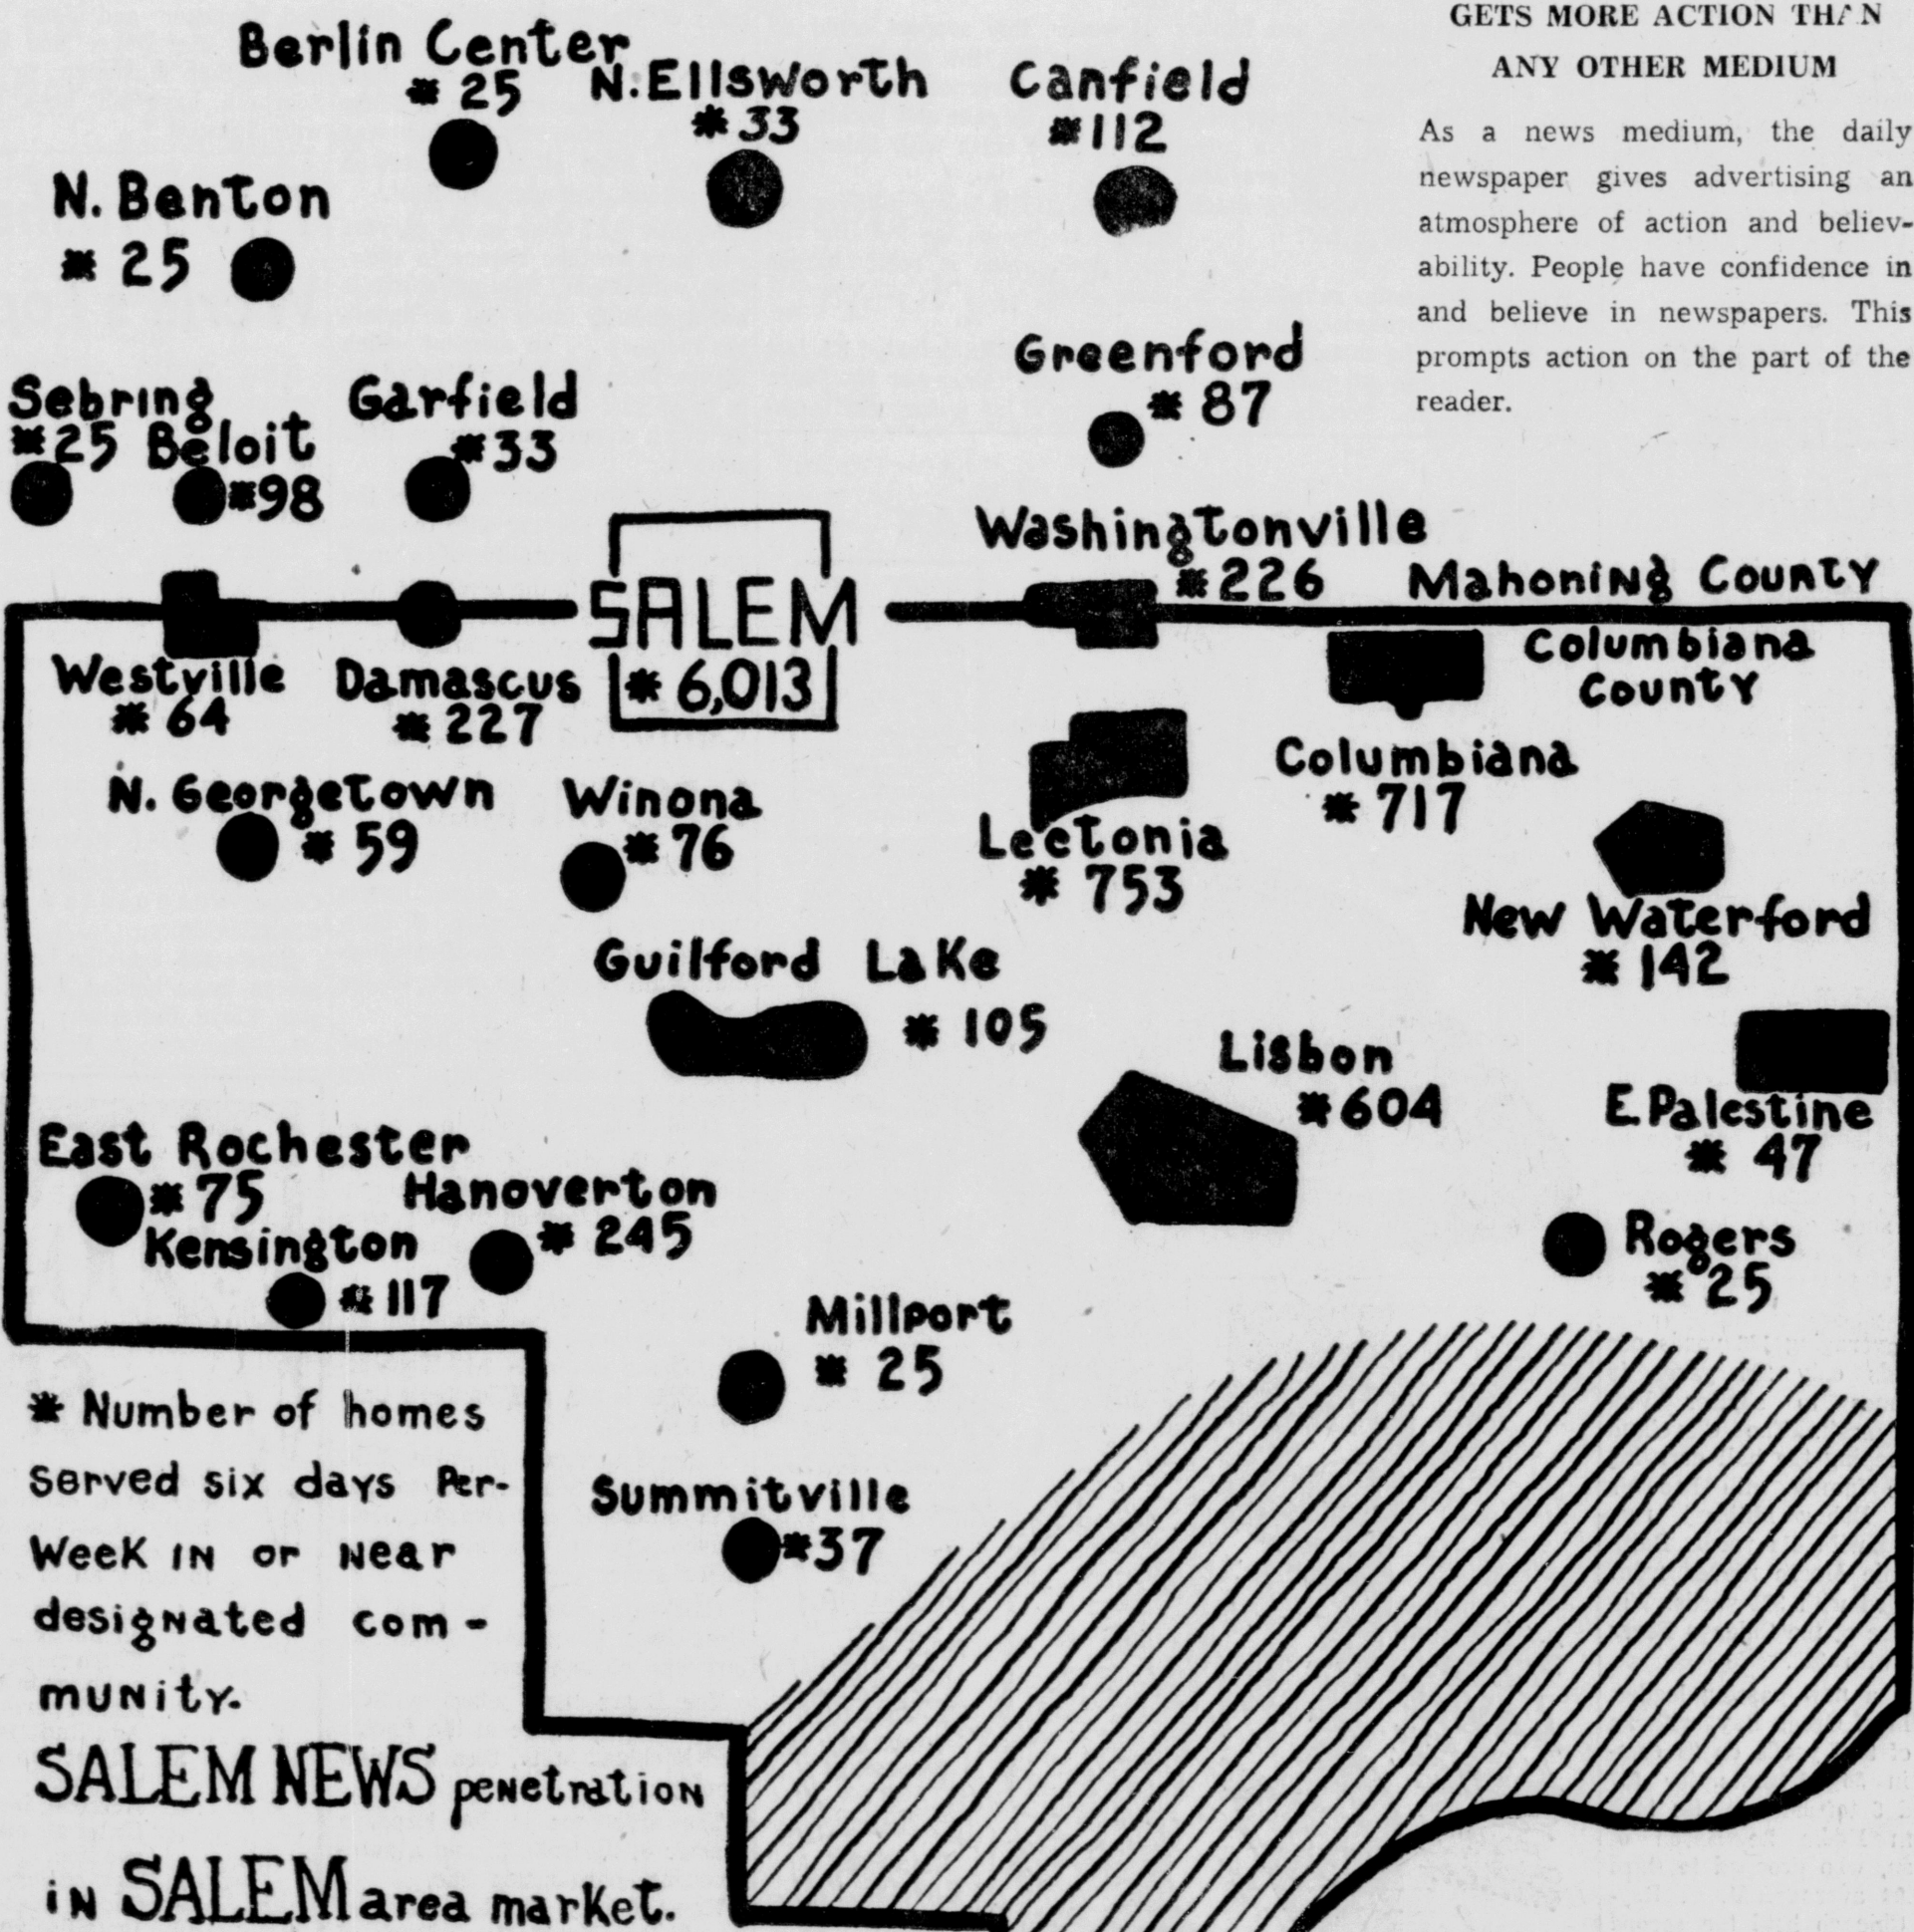 GETS MORE ACTION THAN
ANY OTHER MEDIUM
As a news medium, the daily
newspaper gives advertising an
atmosphere of action and believ-
ability. People have confidence in
and believe in newspapers. This
prompts action on the part of the
reader.
Berlin Center
* 25
N. Ellsworth
* 33
Canfield
* 112
N. Benton
* 25
Greenford
* 87
Sebring
* 25
Beloit
* 98
Garfield
* 33
Washingtonville
* 226
Mahoning County
SALEM
* 6,013
Columbiana
County
Westville
* 64
Damascus
* 227
Columbiana
* 717
N. Georgetown
* 59
Winona
* 76
Leetonia
* 753
New Waterford
* 142
Guilford Lake
* 105
Lisbon
* 604
E. Palestine
* 47
East Rochester
* 75
Hanoverton
* 245
Kensington
* 117
Rogers
* 25
Millport
* 25
Summitville
* 37
* Number of homes
served six days Per-
Week IN or Near
designated com-
munity.
SALEM NEWS penetration
in SALEM area market.